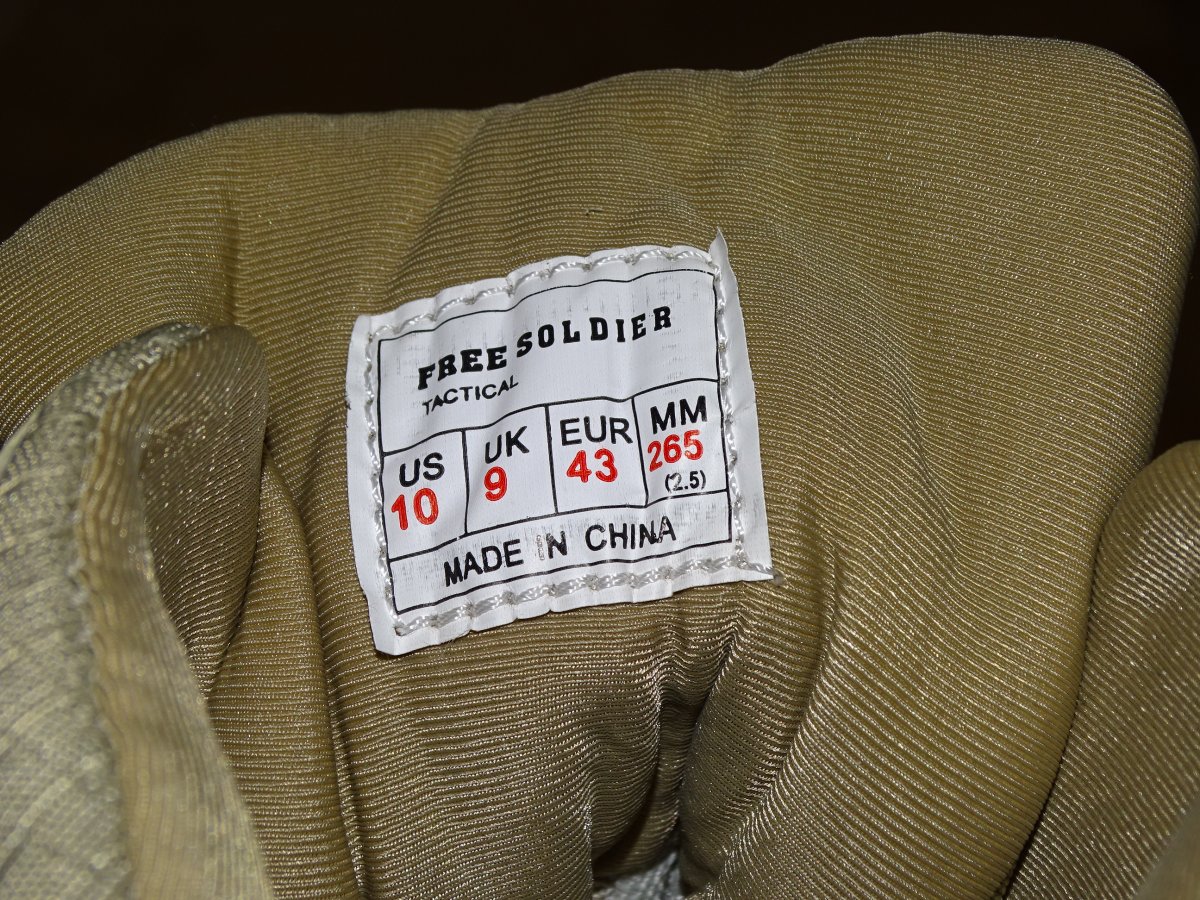 FREE SOLDIER
TACTICAL
US UK EUR MM
10 9 43 265
(2.5)
MADE IN CHINA